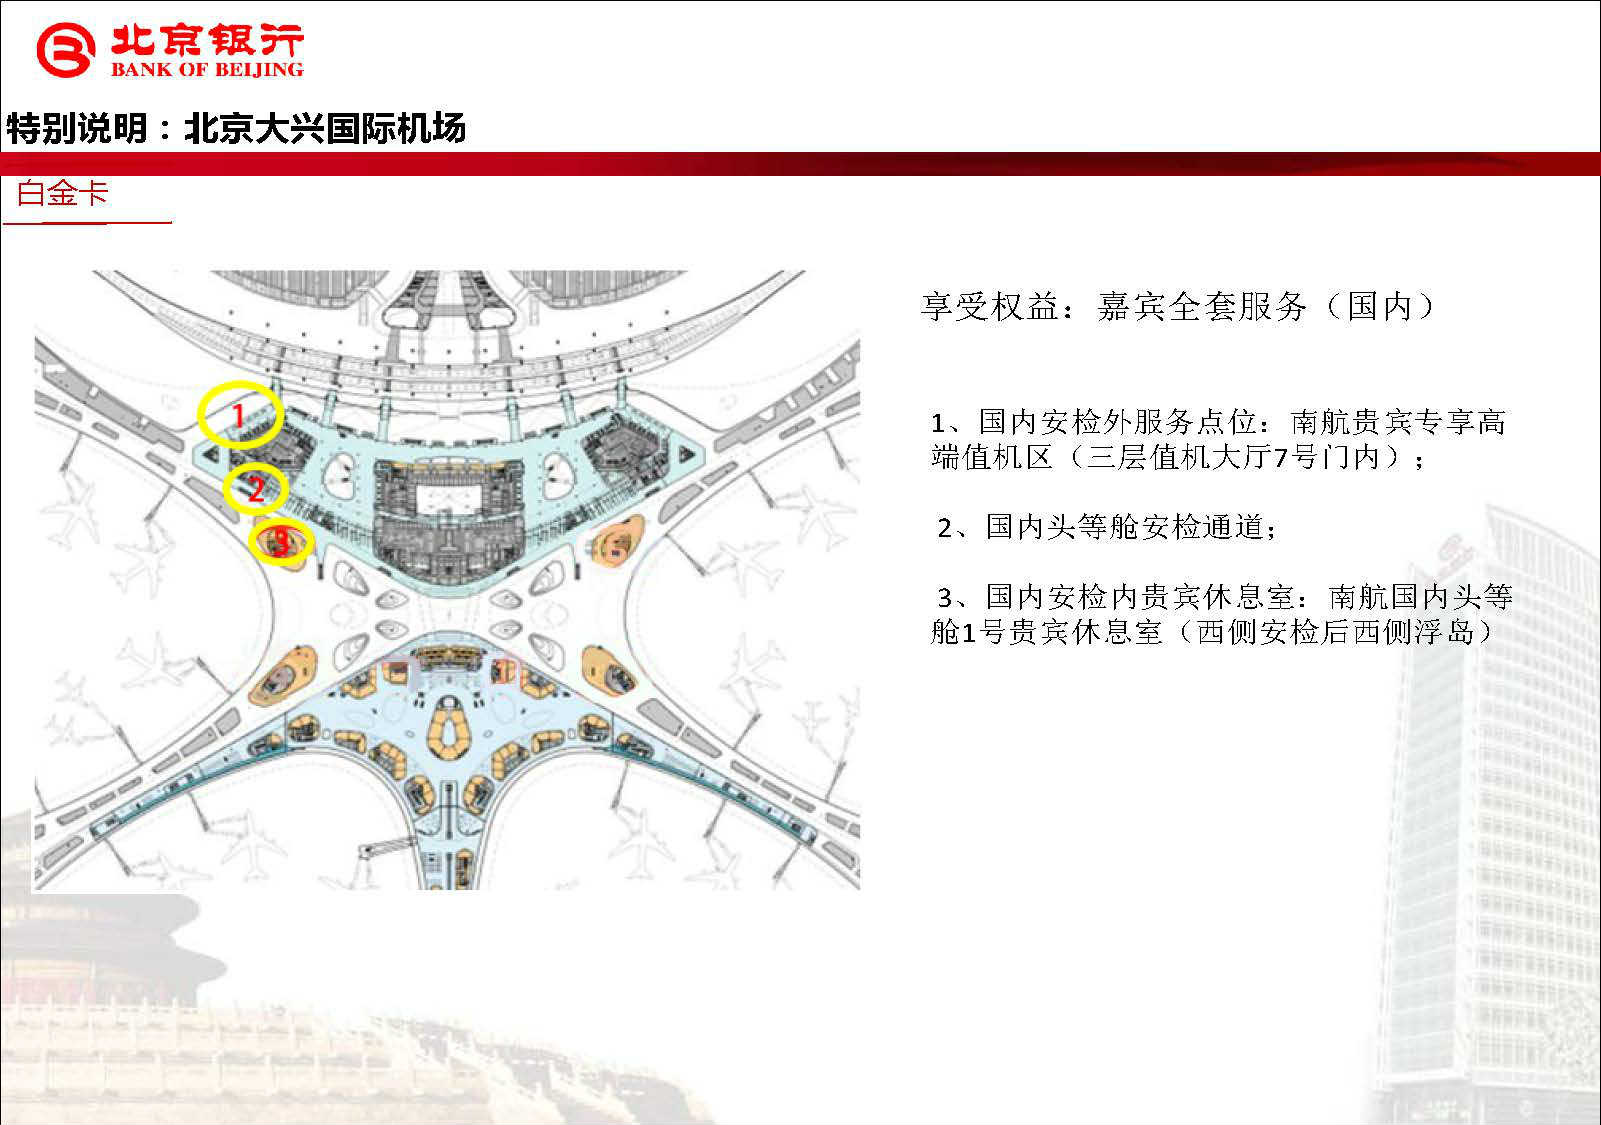 北京银行
BANK OF BEIJING
特别说明：北京大兴国际机场
白金卡
1
2
3
享受权益：嘉宾全套服务（国内）
1、国内安检外服务点位：南航贵宾专享高
端值机区（三层值机大厅7号门内）；
2、国内头等舱安检通道；
3、国内安检内贵宾休息室：南航国内头等
舱1号贵宾休息室（西侧安检后西侧浮岛）